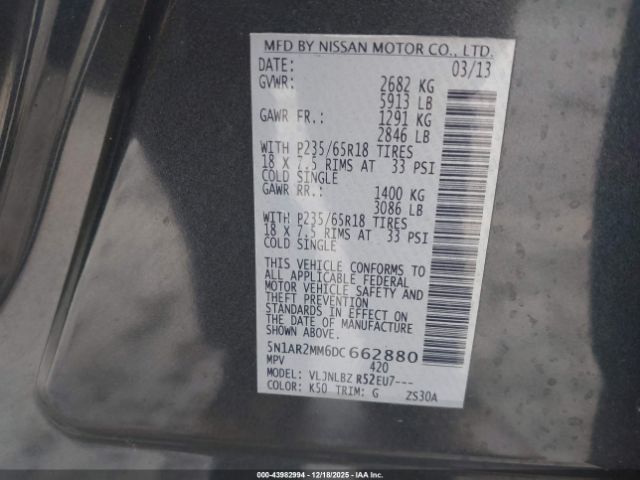 MFD BY NISSAN MOTOR CO., LTD.
DATE: 03/13
GVWR: 2682 KG
5913 LB
GAWR FR.: 1291 KG
2846 LB
WITH P235/65R18 TIRES
18 X 7.5 RIMS AT 33 PSI
COLD SINGLE
GAWR RR.: 1400 KG
3086 LB
WITH P235/65R18 TIRES
18 X 7.5 RIMS AT 33 PSI
COLD SINGLE
THIS VEHICLE CONFORMS TO
ALL APPLICABLE FEDERAL
MOTOR VEHICLE SAFETY AND
THEFT PREVENTION
STANDARDS IN EFFECT ON
THE DATE OF MANUFACTURE
SHOWN ABOVE.
5N1AR2MM6DC 662880
MPV 420
MODEL: VLJNLBZ R52EU7---
COLOR: K50 TRIM: G ZS30A
000-43982994 • 12/18/2025 • IAA Inc.